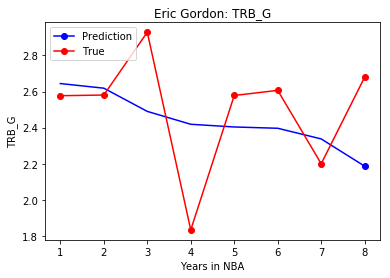 Eric Gordon: TRB_G
Prediction
True
TRB_G
2.8
2.6
2.4
2.2
2.0
1.8
1 2 3 4 5 6 7 8
Years in NBA